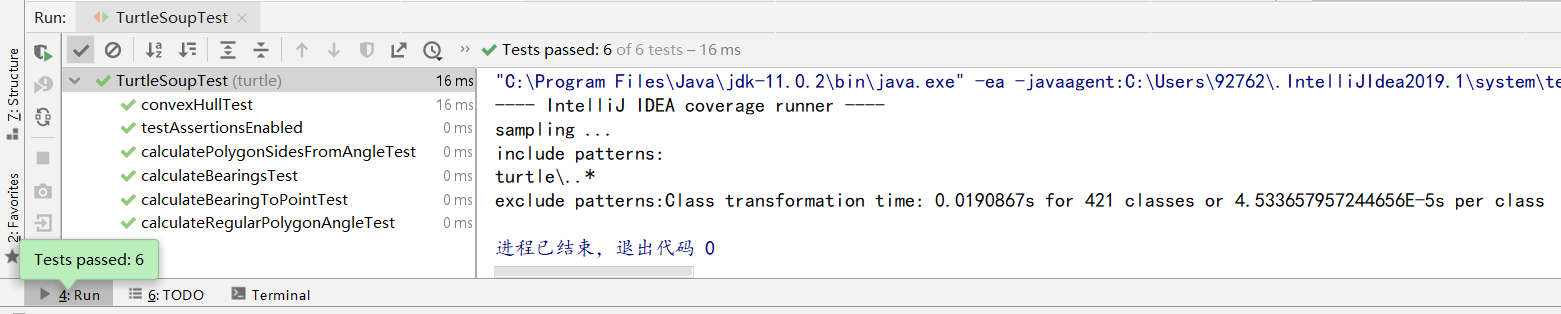 Run: TurtleSoupTest
Tests passed: 6 of 6 tests – 16 ms
7: Structure
2: Favorites
TurtleSoupTest (turtle) 16 ms
convexHullTest 16 ms
testAssertionsEnabled 0 ms
calculatePolygonSidesFromAngleTest 0 ms
calculateBearingsTest 0 ms
calculateBearingToPointTest 0 ms
calculateRegularPolygonAngleTest 0 ms
"C:\Program Files\Java\jdk-11.0.2\bin\java.exe" -ea -javaagent:C:\Users\92762\.IntelliJIdea2019.1\system\te
---- IntelliJ IDEA coverage runner ----
sampling ...
include patterns:
turtle\..*
exclude patterns:Class transformation time: 0.0190867s for 421 classes or 4.533657957244656E-5s per class
进程已结束，退出代码 0
Tests passed: 6
4: Run 6: TODO Terminal